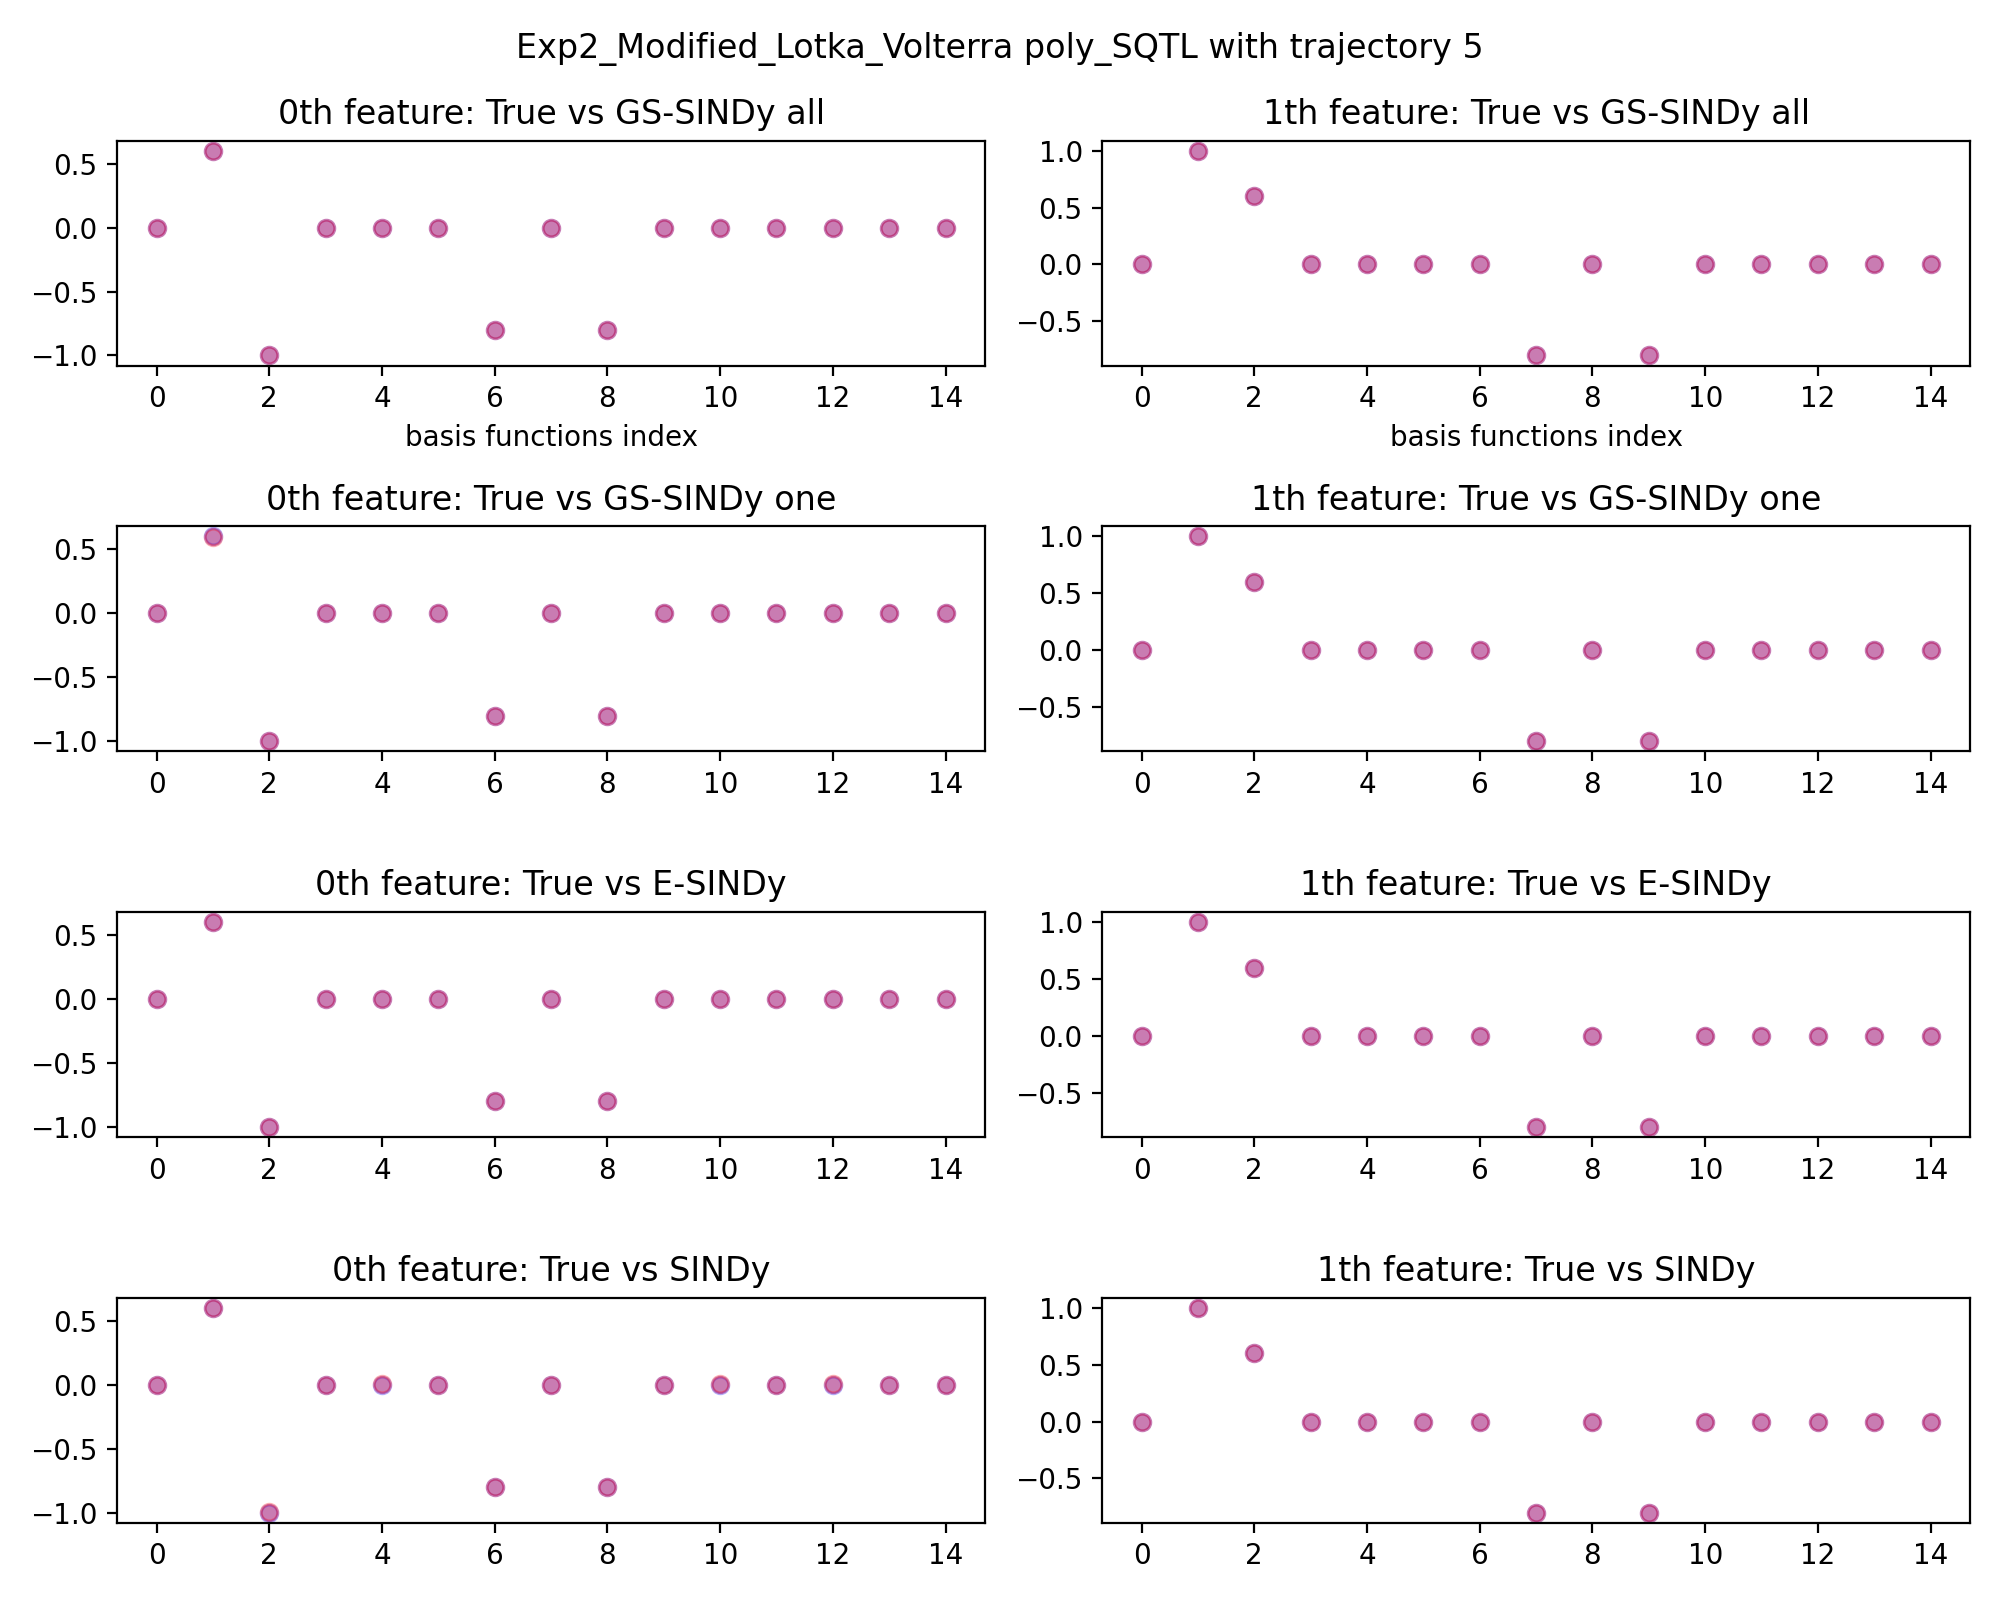 Exp2_Modified_Lotka_Volterra poly_SQTL with trajectory 5
0th feature: True vs GS-SINDy all
0.5
0.0
−0.5
−1.0
0 2 4 6 8 10 12 14
basis functions index
1th feature: True vs GS-SINDy all
1.0
0.5
0.0
−0.5
0 2 4 6 8 10 12 14
basis functions index
0th feature: True vs GS-SINDy one
0.5
0.0
−0.5
−1.0
0 2 4 6 8 10 12 14
1th feature: True vs GS-SINDy one
1.0
0.5
0.0
−0.5
0 2 4 6 8 10 12 14
0th feature: True vs E-SINDy
0.5
0.0
−0.5
−1.0
0 2 4 6 8 10 12 14
1th feature: True vs E-SINDy
1.0
0.5
0.0
−0.5
0 2 4 6 8 10 12 14
0th feature: True vs SINDy
0.5
0.0
−0.5
−1.0
0 2 4 6 8 10 12 14
1th feature: True vs SINDy
1.0
0.5
0.0
−0.5
0 2 4 6 8 10 12 14